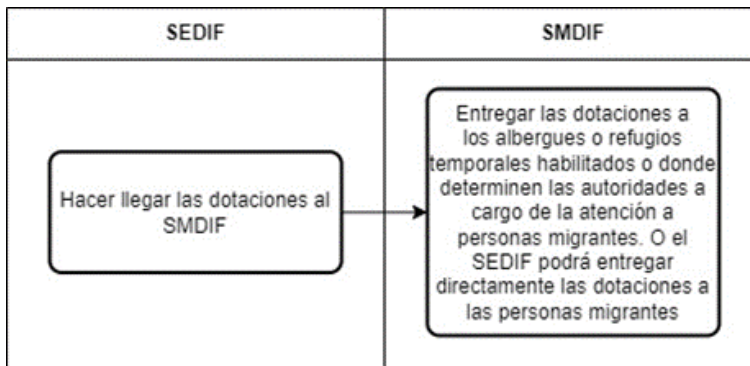 SEDIF
SMDIF
Hacer llegar las dotaciones al
SMDIF
Entregar las dotaciones a
los albergues o refugios
temporales habilitados o donde
determinen las autoridades a
cargo de la atención a
personas migrantes. O el
SEDIF podrá entregar
directamente las dotaciones a
las personas migrantes